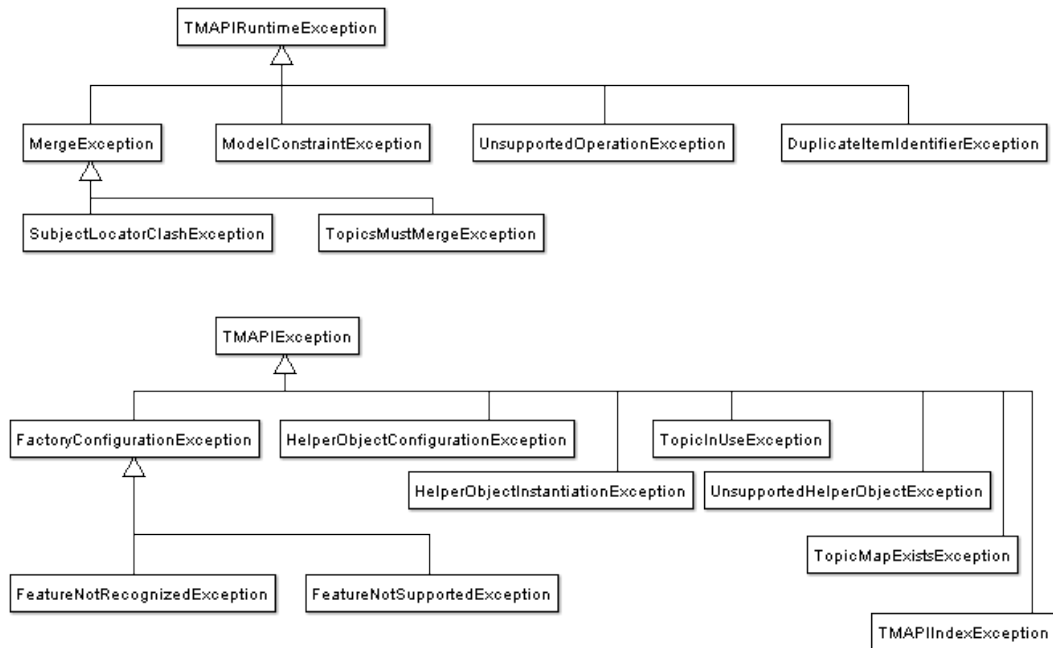 TMAPIRuntimeException
MergeException
ModelConstraintException
UnsupportedOperationException
DuplicateItemIdentifierException
SubjectLocatorClashException
TopicsMustMergeException
TMAPIException
FactoryConfigurationException
HelperObjectConfigurationException
TopicInUseException
HelperObjectInstantiationException
UnsupportedHelperObjectException
TopicMapExistsException
FeatureNotRecognizedException
FeatureNotSupportedException
TMAPIIndexException